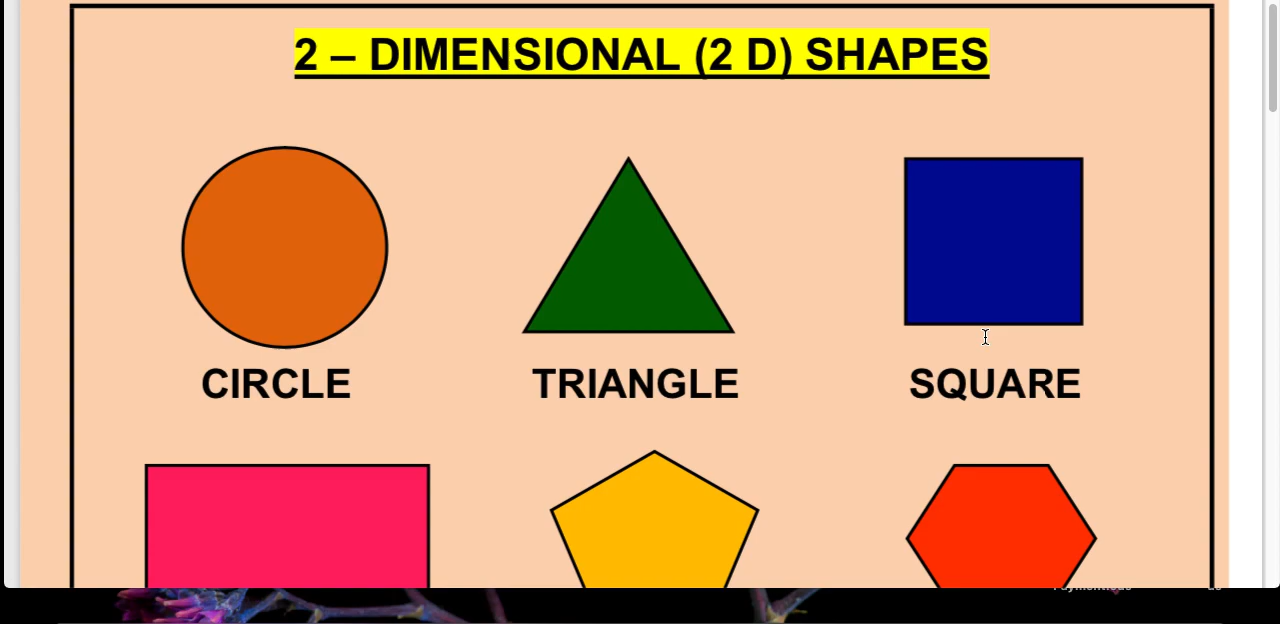 2 – DIMENSIONAL (2 D) SHAPES
CIRCLE TRIANGLE SQUARE